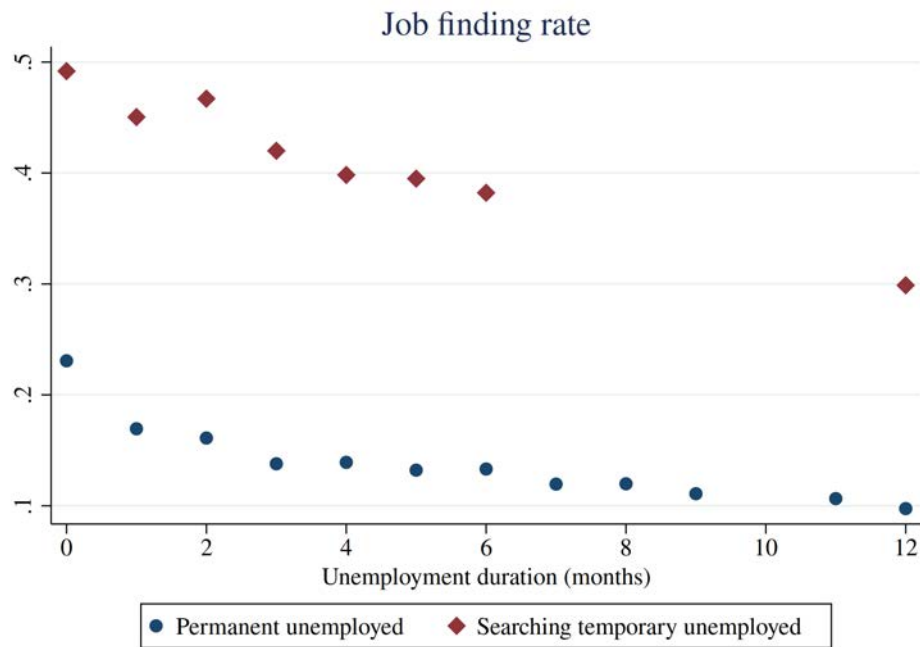 Job finding rate
.5
.4
.3
.2
.1
0 2 4 6 8 10 12
Unemployment duration (months)
Permanent unemployed Searching temporary unemployed